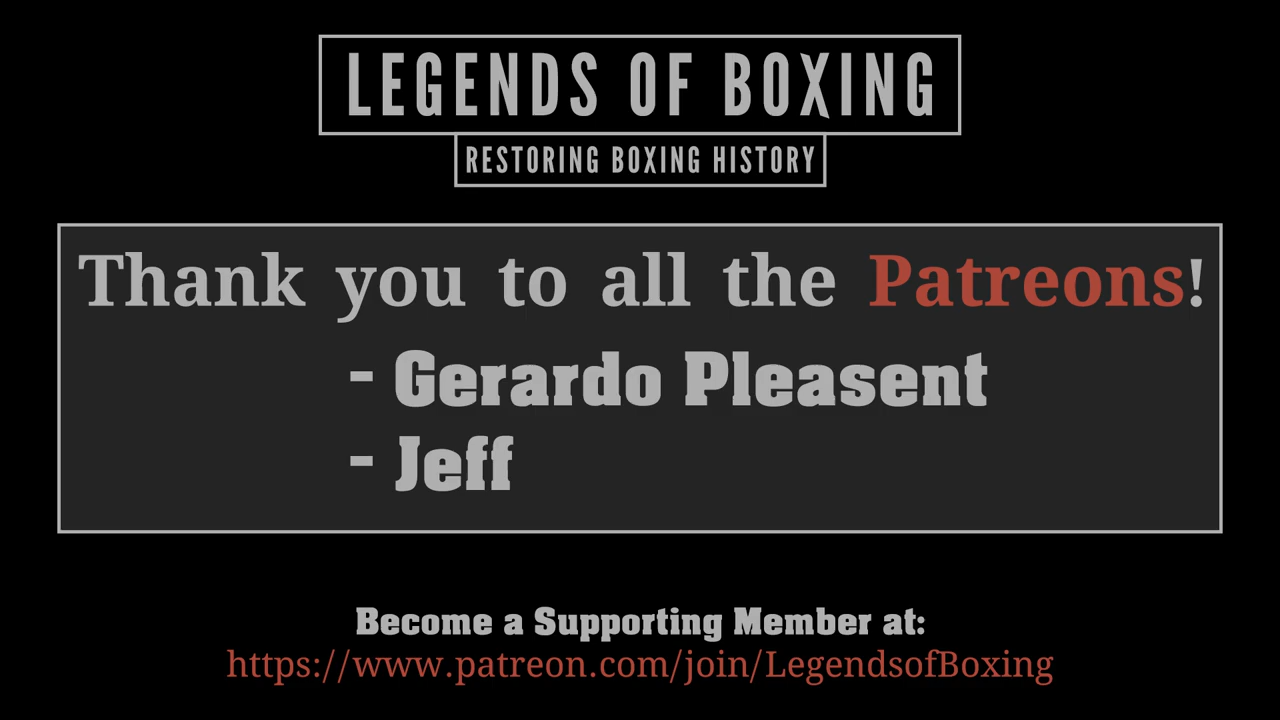 LEGENDS OF BOXING
RESTORING BOXING HISTORY
Thank you to all the Patreons!
- Gerardo Pleasent
- Jeff
Become a Supporting Member at:
https://www.patreon.com/join/LegendsofBoxing